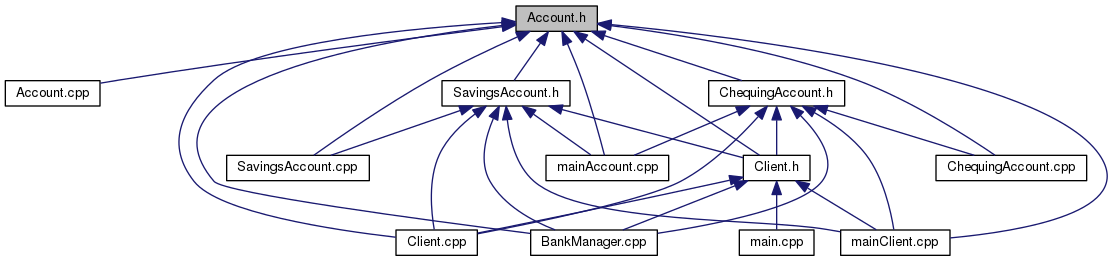 Account.h
Account.cpp
SavingsAccount.h
ChequingAccount.h
SavingsAccount.cpp
mainAccount.cpp
Client.h
ChequingAccount.cpp
Client.cpp
BankManager.cpp
main.cpp
mainClient.cpp